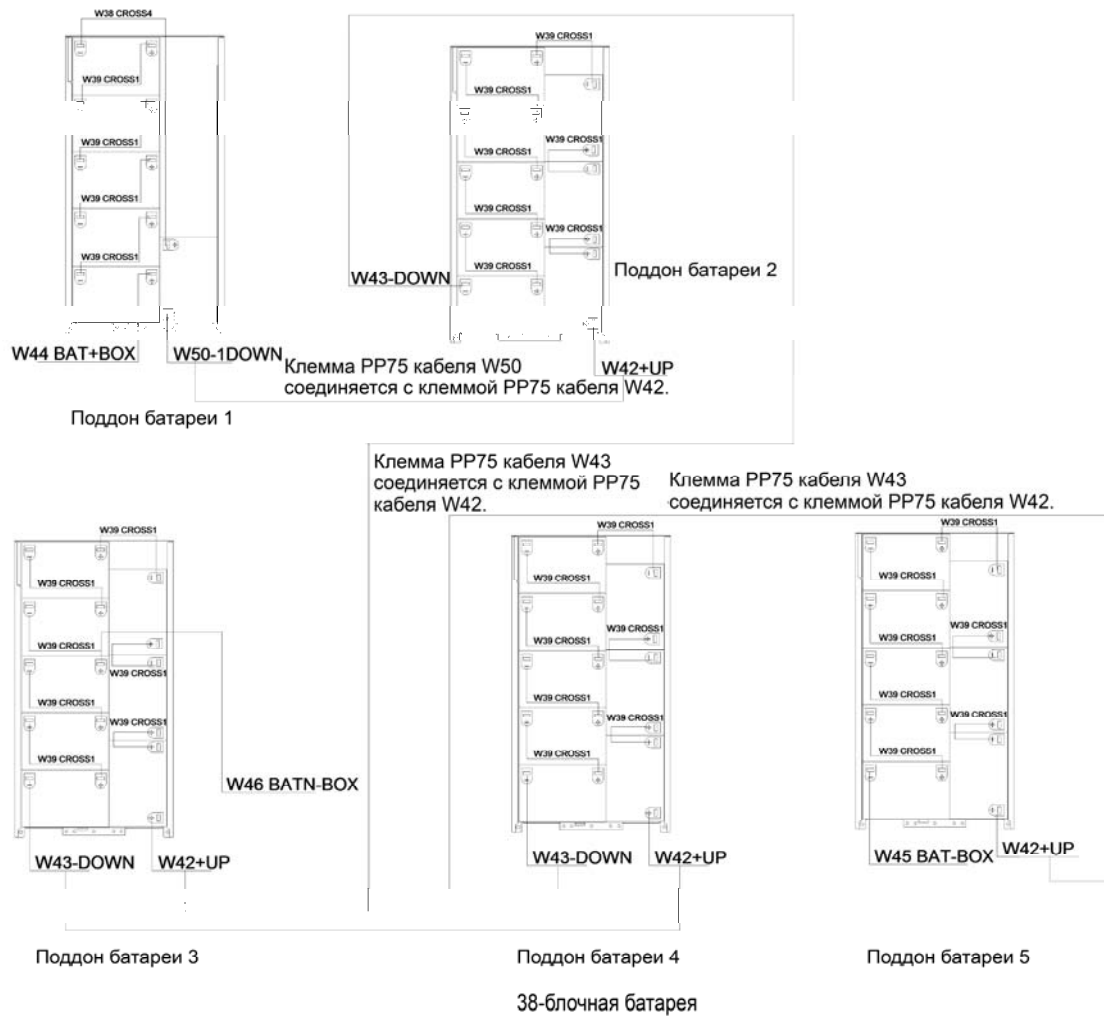 W38 CROSS4
W39 CROSS1
W39 CROSS1
W39 CROSS1
W39 CROSS1
W44 BAT+BOX
W50-1DOWN
Поддон батареи 1
W39 CROSS1
W39 CROSS1
W39 CROSS1
W39 CROSS1
W39 CROSS1
W39 CROSS1
W39 CROSS1
W43-DOWN
Поддон батареи 2
W42+UP
Клемма PP75 кабеля W50
соединяется с клеммой PP75 кабеля W42.
Клемма PP75 кабеля W43
соединяется с клеммой PP75
кабеля W42.
Клемма PP75 кабеля W43
соединяется с клеммой PP75 кабеля W42.
W39 CROSS1
W39 CROSS1
W39 CROSS1
W39 CROSS1
W39 CROSS1
W39 CROSS1
W39 CROSS1
W46 BATN-BOX
W43-DOWN
W42+UP
Поддон батареи 3
W39 CROSS1
W39 CROSS1
W39 CROSS1
W39 CROSS1
W39 CROSS1
W39 CROSS1
W39 CROSS1
W43-DOWN
W42+UP
Поддон батареи 4
W39 CROSS1
W39 CROSS1
W39 CROSS1
W39 CROSS1
W39 CROSS1
W39 CROSS1
W39 CROSS1
W45 BAT-BOX
W42+UP
Поддон батареи 5
38-блочная батарея